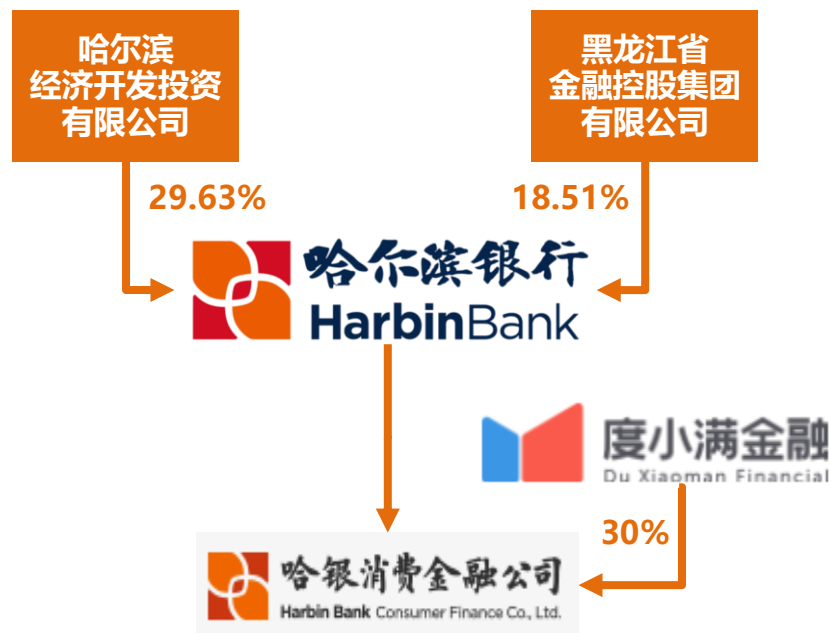 哈尔滨
经济开发投资
有限公司
黑龙江省
金融控股集团
有限公司
29.63%
18.51%
哈尔滨银行
HarbinBank
度小满金融
Du Xiaoman Financial
30%
哈银消费金融公司
Harbin Bank Consumer Finance Co., Ltd.